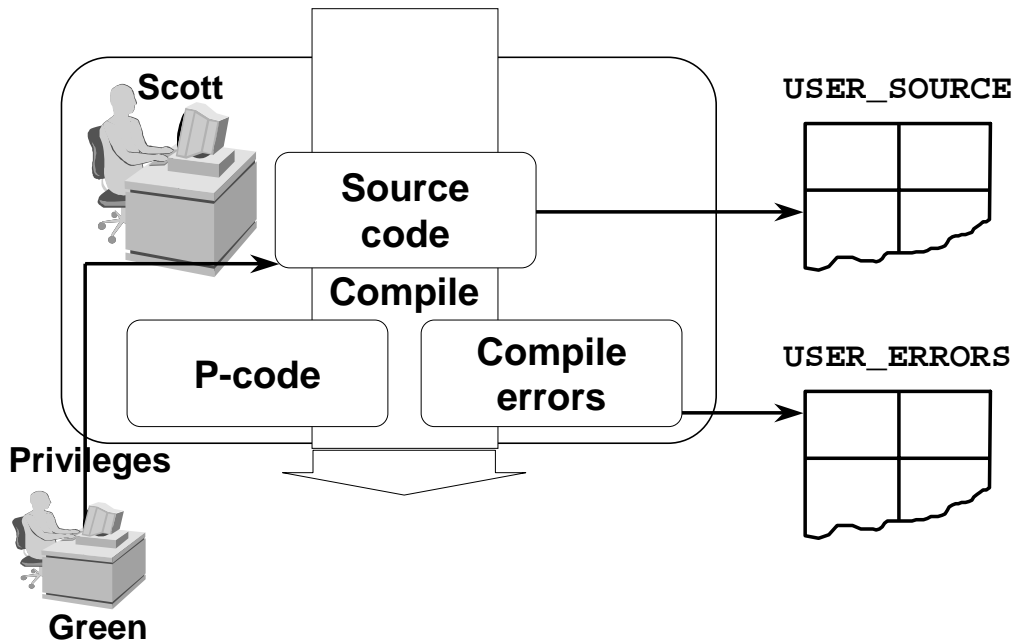 Scott
USER_SOURCE
Source
code
Compile
P-code
Compile
errors
USER_ERRORS
Privileges
Green